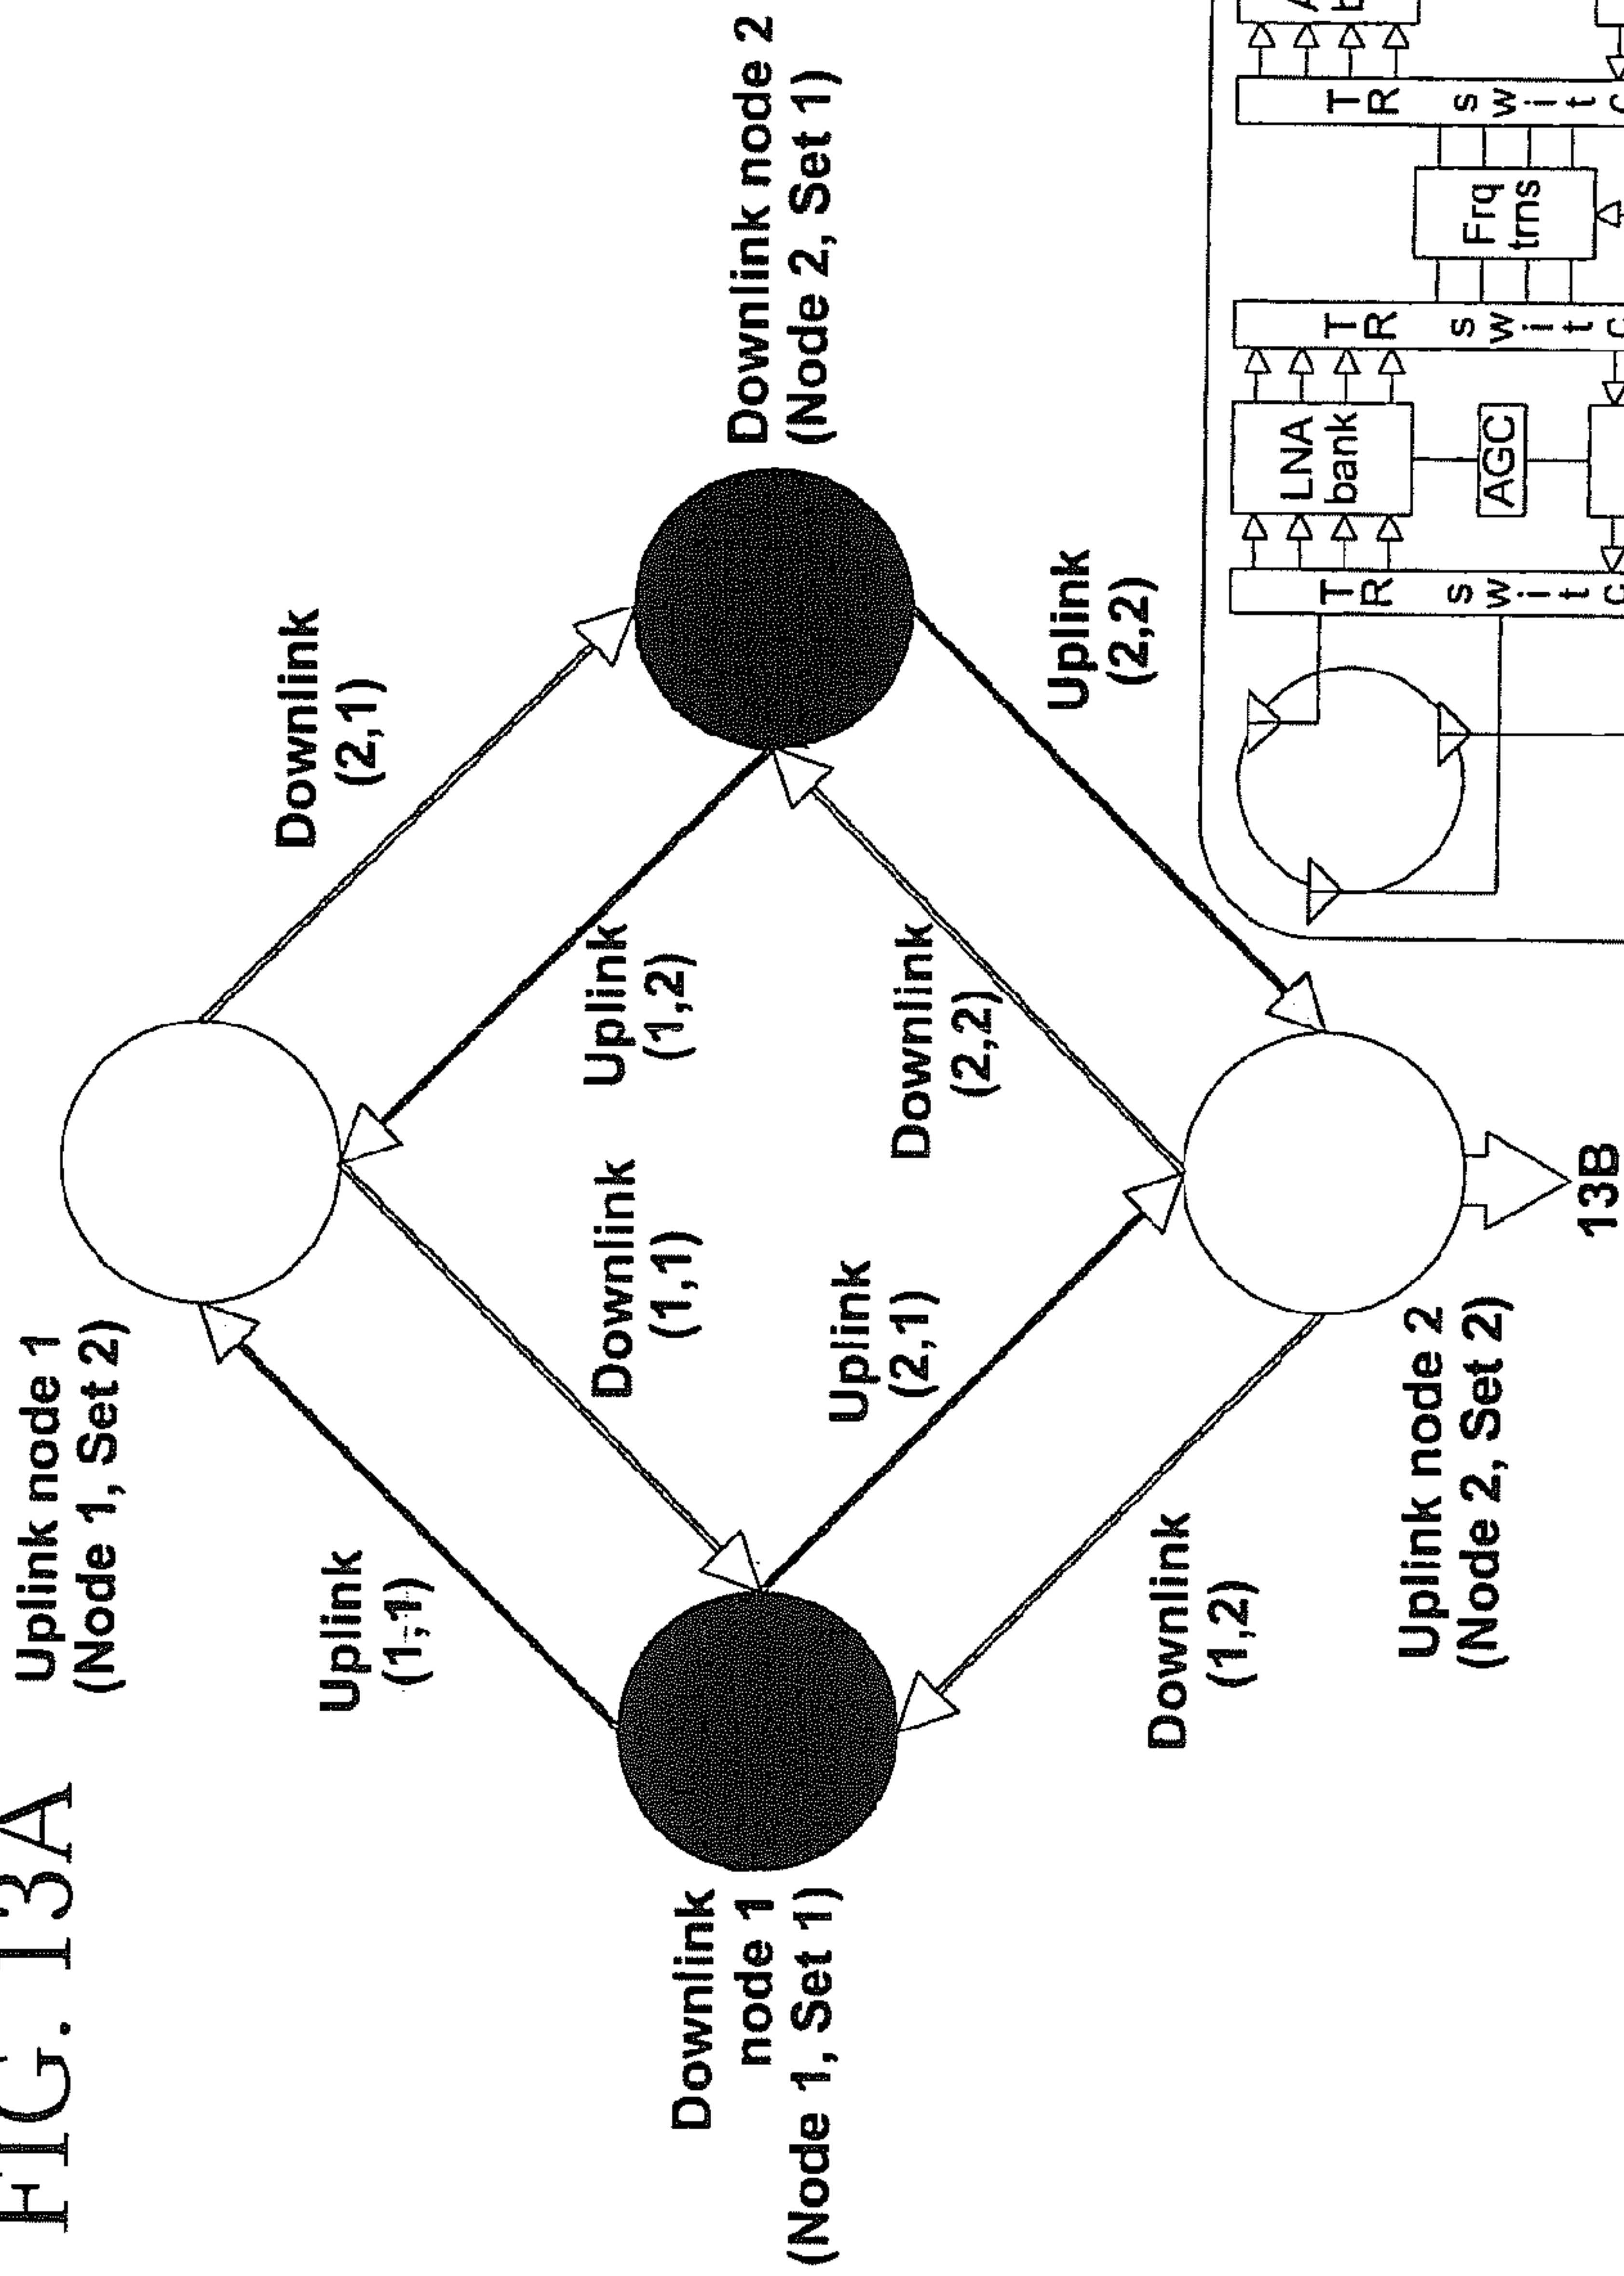 FIG. 13A
Uplink node 1
(Node 1, Set 2)
Uplink
(1,1)
Downlink
(2,1)
Downlink
(1,1)
Uplink
(1,2)
Downlink
node 1
(Node 1, Set 1)
Downlink node 2
(Node 2, Set 1)
Uplink
(2,1)
Downlink
(2,2)
Downlink
(1,2)
Uplink
(2,2)
Uplink node 2
(Node 2, Set 2)
13B
TR
LNA
bank
TR
Frq
trns
TR
AGC